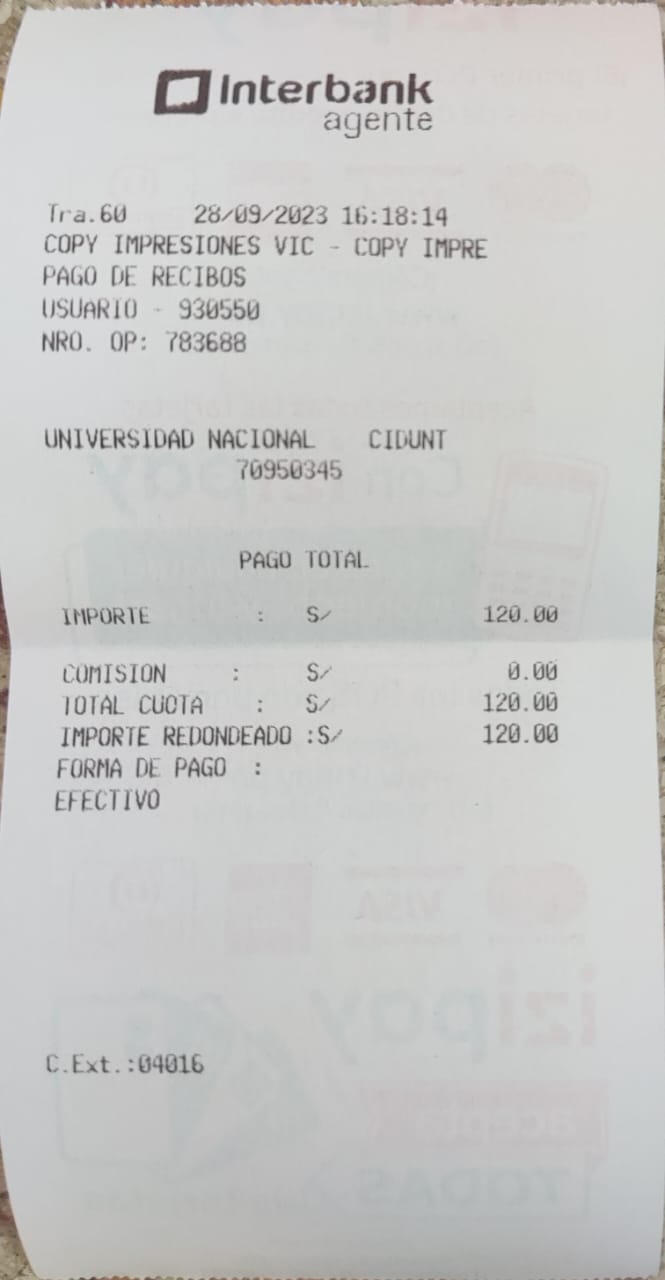 Interbank
agente
Tra.60 28/09/2023 16:18:14
COPY IMPRESIONES VIC - COPY IMPRE
PAGO DE RECIBOS
USUARIO - 930550
NRO. OP: 783688
UNIVERSIDAD NACIONAL CIDUNT
70950345
PAGO TOTAL
IMPORTE : S/ 120.00
COMISION : S/ 0.00
TOTAL CUOTA : S/ 120.00
IMPORTE REDONDEADO :S/ 120.00
FORMA DE PAGO :
EFECTIVO
C.Ext.:04016